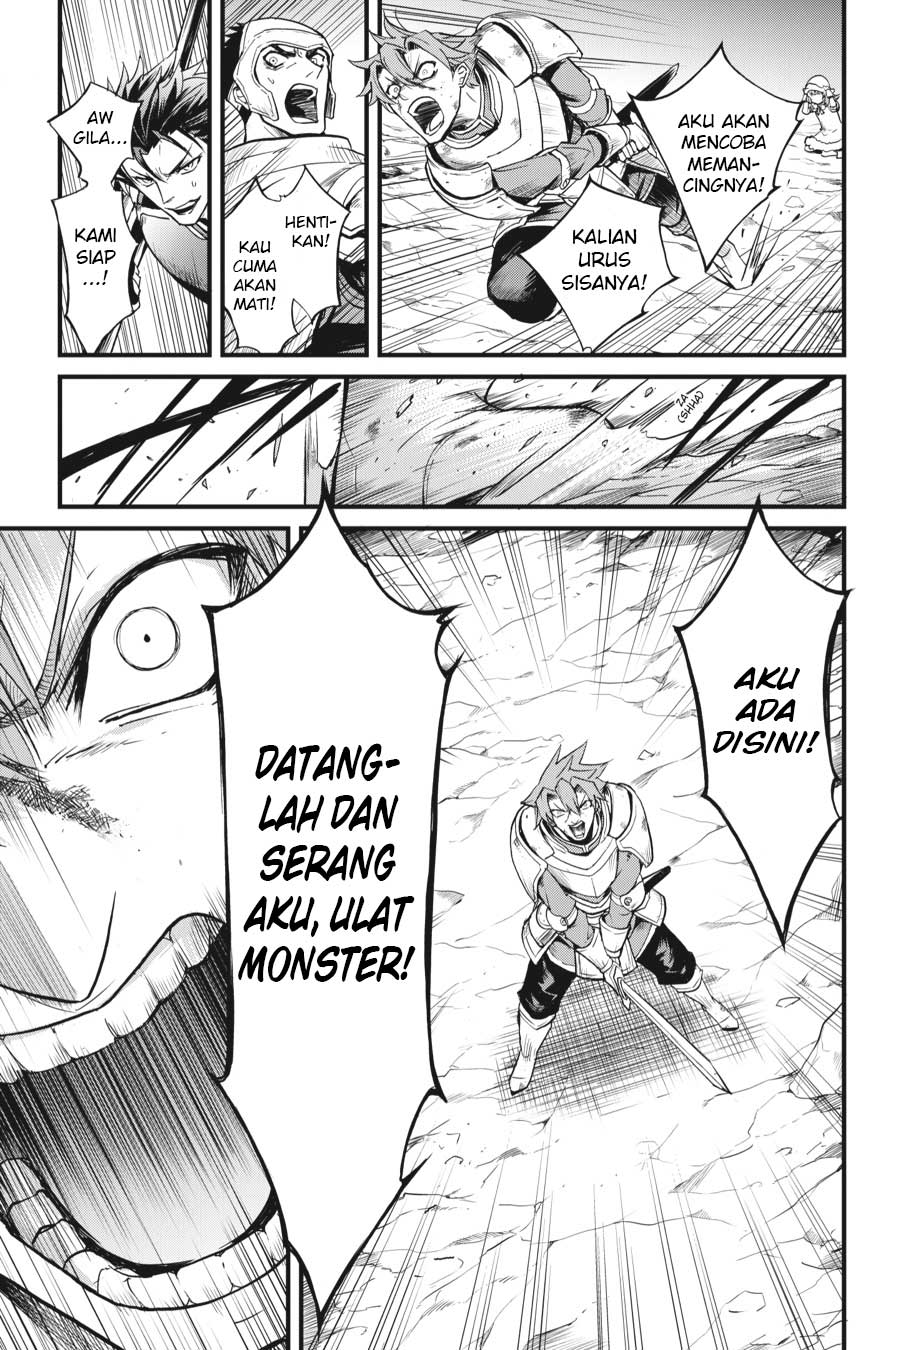 AKU AKAN
MENCOBA
MEMAN-
CINGNYA!
KALIAN
URUS
SISANYA!
HENTI-
KAN!
KAU
CUMA
AKAN
MATI!
AW
GILA...
KAMI
SIAP
...!
ZA
(SHHA)
AKU
ADA
DISINI!
DATANG-
LAH DAN
SERANG
AKU, ULAT
MONSTER!